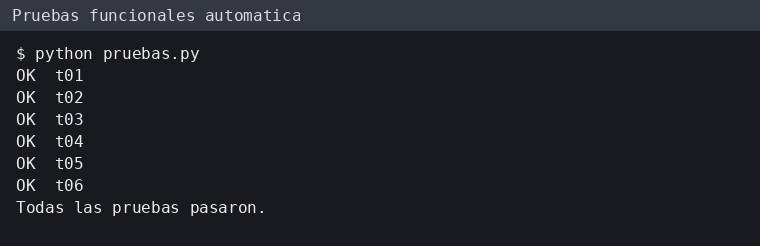 Pruebas funcionales automatica
$ python pruebas.py
OK  t01
OK  t02
OK  t03
OK  t04
OK  t05
OK  t06
Todas las pruebas pasaron.